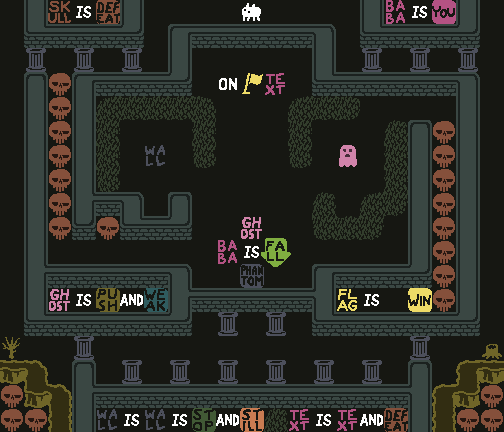 SKULL IS DEFEAT
BABA IS YOU
ON TEXT
WALL
GHOST
BABA IS FALL
PHANTOM
GHOST IS PUSH AND WEAK
FLAG IS WIN
WALL IS WALL IS STOP AND STILL TEXT IS TEXT AND DEFEAT